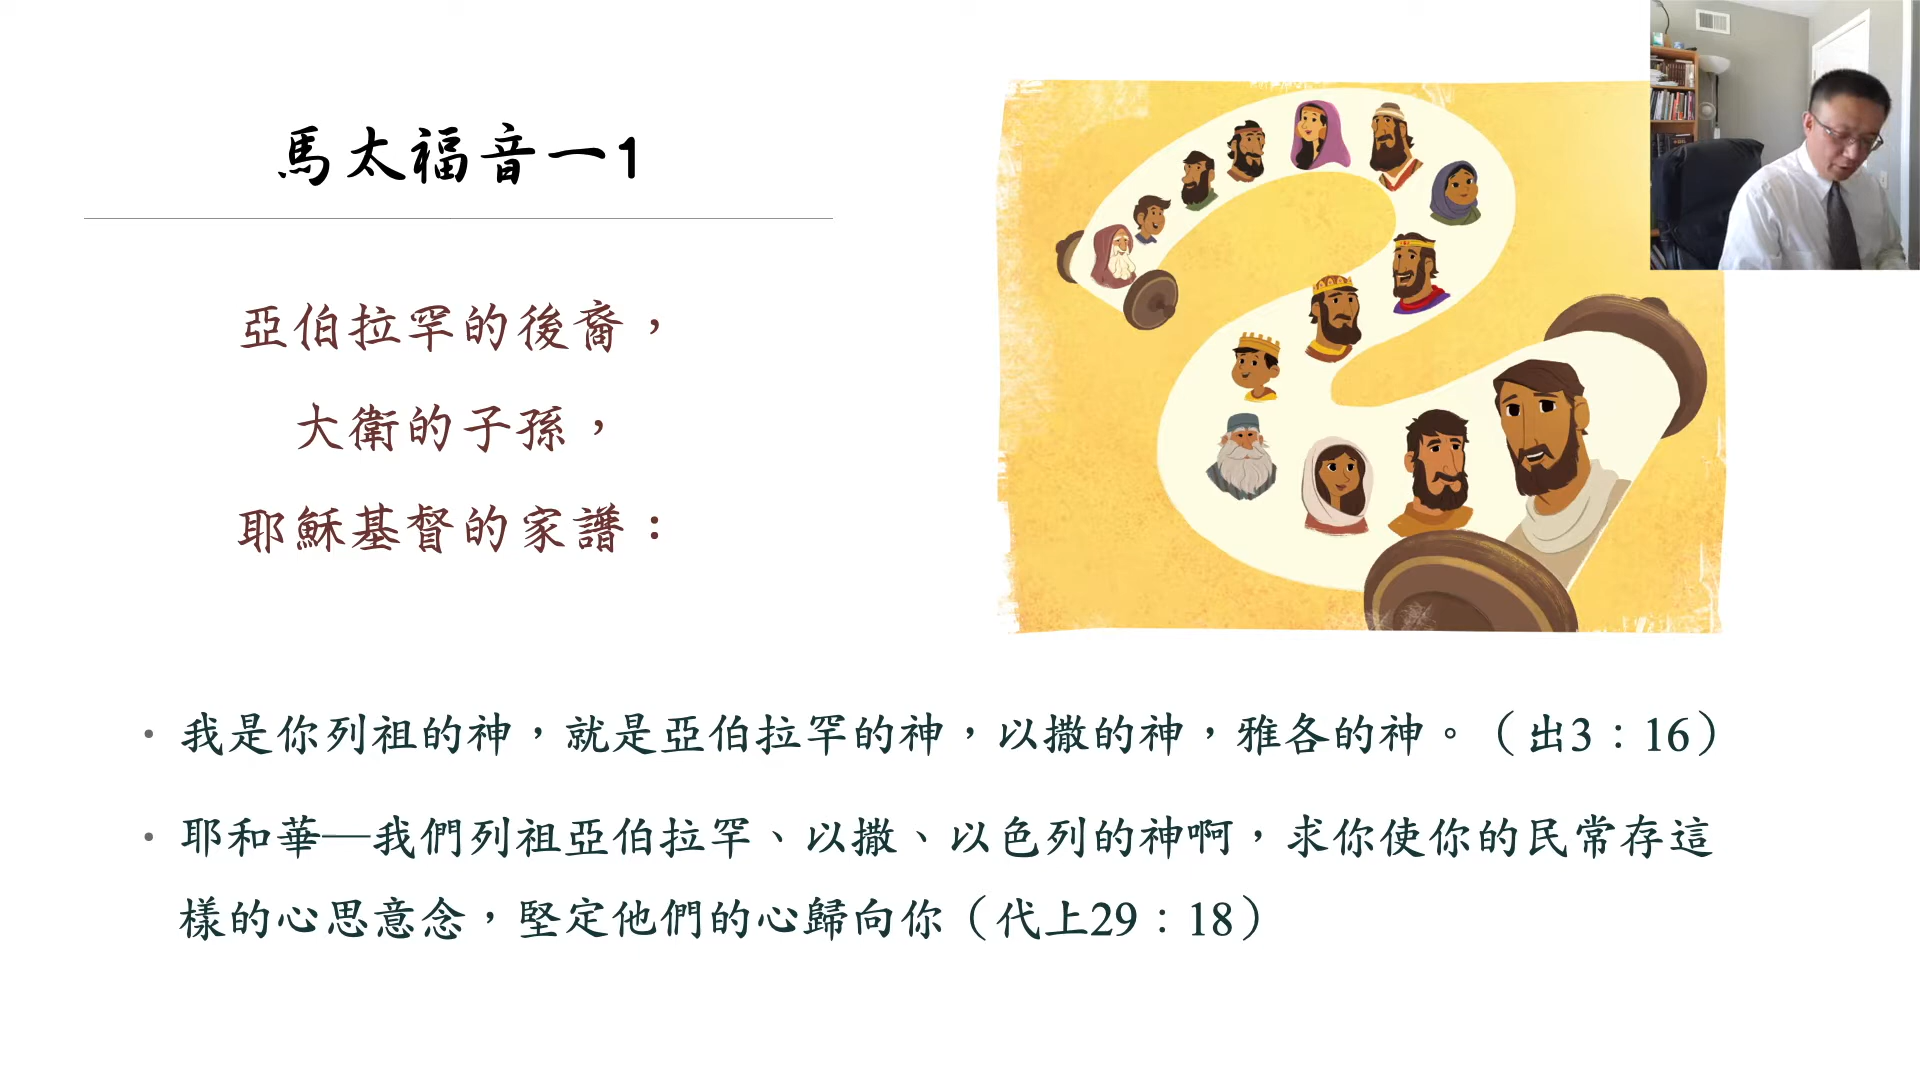 馬太福音一1
亞伯拉罕的後裔，
大衛的子孫，
耶穌基督的家譜：
• 我是你列祖的神，就是亞伯拉罕的神，以撒的神，雅各的神。（出3：16）
• 耶和華—我們列祖亞伯拉罕、以撒、以色列的神啊，求你使你的民常存這
樣的心思意念，堅定他們的心歸向你（代上29：18）